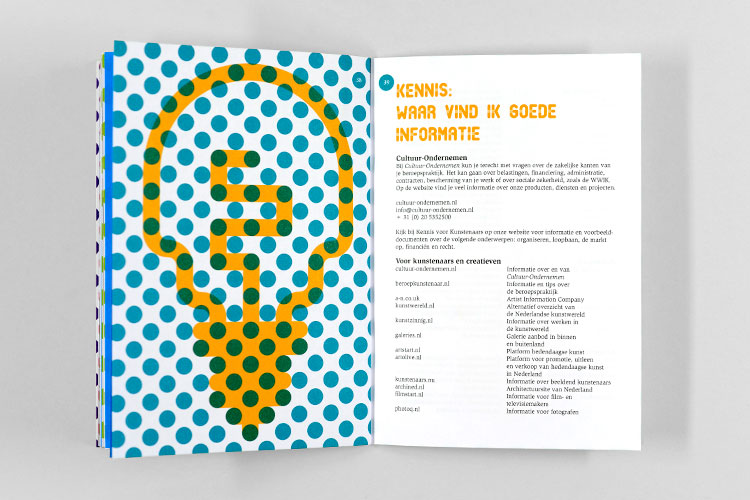 38
39
KENNIS:
WAAR VIND IK GOEDE
INFORMATIE
Cultuur-Ondernemen
Bij Cultuur-Ondernemen kun je terecht met vragen over de zakelijke kanten van
je beroepspraktijk. Het kan gaan over belastingen, financiering, administratie,
contracten, bescherming van je werk of over sociale zekerheid, zoals de WWIK.
Op de website vind je veel informatie over onze producten, diensten en projecten.
cultuur-ondernemen.nl
info@cultuur-ondernemen.nl
+ 31 (0) 20 5352500
Kijk bij Kennis voor Kunstenaars op onze website voor informatie en voorbeeld-
documenten over de volgende onderwerpen: organiseren, loopbaan, de markt
op, financiën en recht.
Voor kunstenaars en creatieven
cultuur-ondernemen.nl Informatie over en van
Cultuur-Ondernemen
beroepkunstenaar.nl Informatie en tips over
de beroepspraktijk
a-n.co.uk Artist Information Company
kunstwereld.nl Alternatief overzicht van
de Nederlandse kunstwereld
kunstzinnig.nl Informatie over werken in
de kunstwereld
galeries.nl Galerie aanbod in binnen
en buitenland
artstart.nl Platform hedendaagse kunst
artolive.nl Platform voor promotie, uitleen
en verkoop van hedendaagse kunst
in Nederland
kunstenaars.nu Informatie over beeldend kunstenaars
archined.nl Architectuursite van Nederland
filmstart.nl Informatie voor film- en
televisiemakers
photoq.nl Informatie voor fotografen